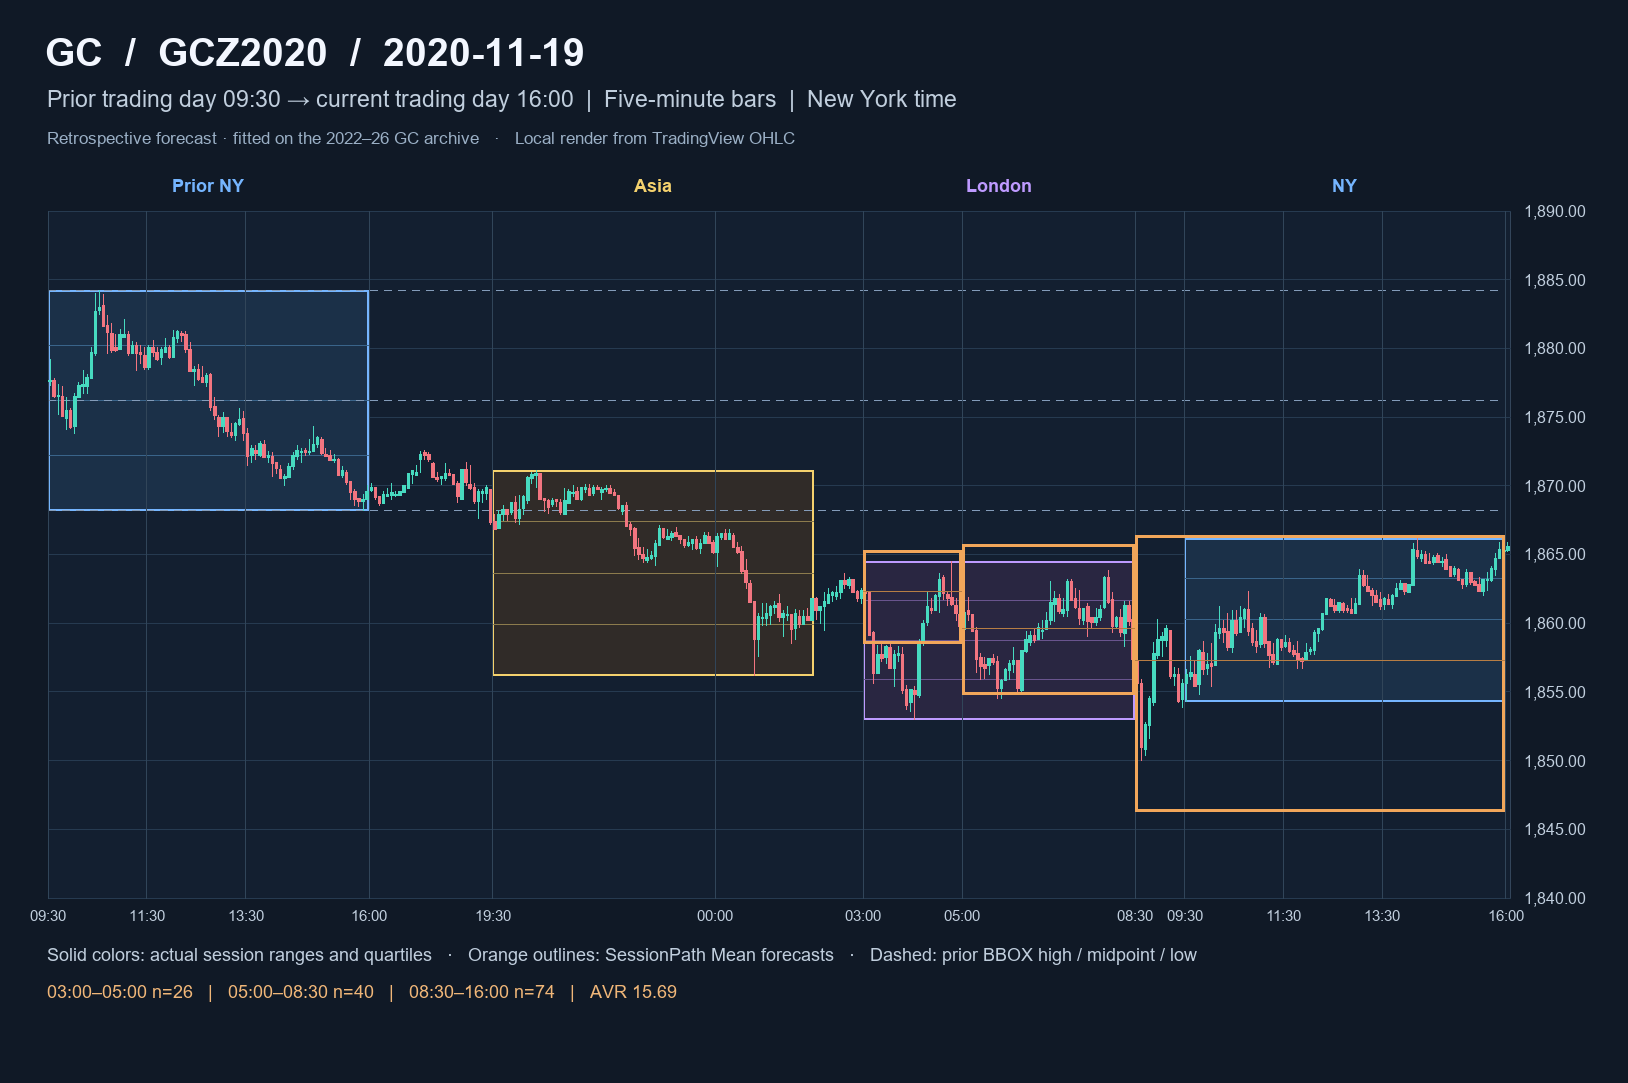 GC / GCZ2020 / 2020-11-19
Prior trading day 09:30 → current trading day 16:00 | Five-minute bars | New York time
Retrospective forecast · fitted on the 2022–26 GC archive · Local render from TradingView OHLC
Prior NY Asia London NY
1,890.00
1,885.00
1,880.00
1,875.00
1,870.00
1,865.00
1,860.00
1,855.00
1,850.00
1,845.00
1,840.00
09:30 11:30 13:30 16:00 19:30 00:00 03:00 05:00 08:30 09:30 11:30 13:30 16:00
Solid colors: actual session ranges and quartiles · Orange outlines: SessionPath Mean forecasts · Dashed: prior BBOX high / midpoint / low
03:00–05:00 n=26 | 05:00–08:30 n=40 | 08:30–16:00 n=74 | AVR 15.69